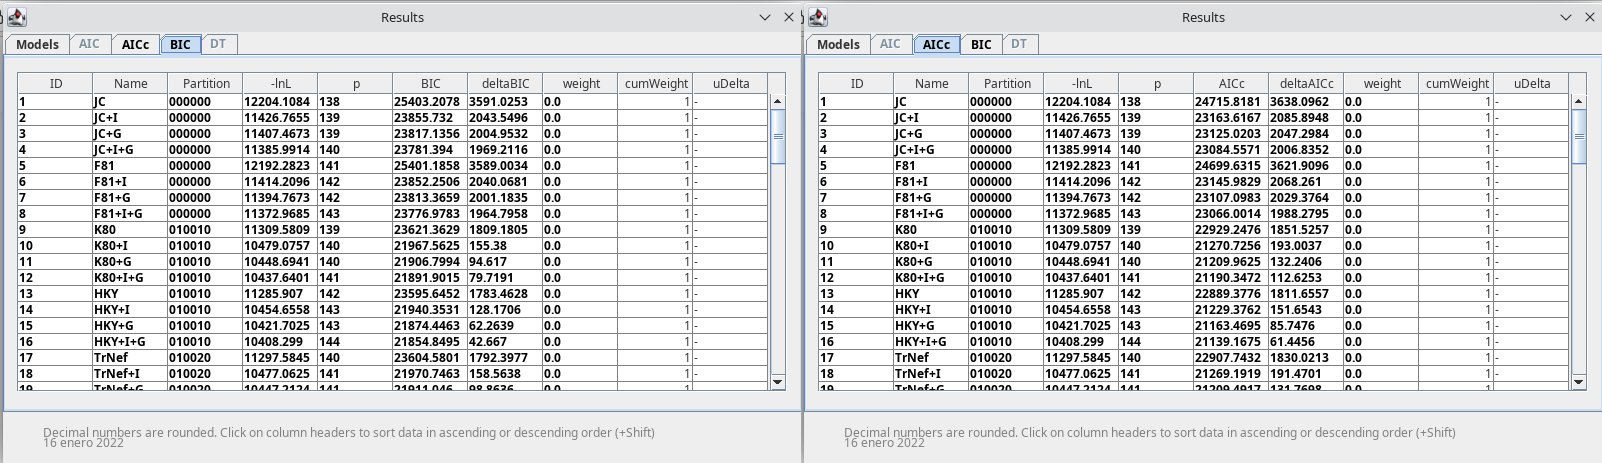 Results
Models AIC AICc BIC DT
ID Name Partition -lnL p BIC deltaBIC weight cumWeight uDelta
1 JC 000000 12204.1084 138 25403.2078 3591.0253 0.0 1 -
2 JC+I 000000 11426.7655 139 23855.732 2043.5496 0.0 1 -
3 JC+G 000000 11407.4673 139 23817.1356 2004.9532 0.0 1 -
4 JC+I+G 000000 11385.9914 140 23781.394 1969.2116 0.0 1 -
5 F81 000000 12192.2823 141 25401.1858 3589.0034 0.0 1 -
6 F81+I 000000 11414.2096 142 23852.2506 2040.0681 0.0 1 -
7 F81+G 000000 11394.7673 142 23813.3659 2001.1835 0.0 1 -
8 F81+I+G 000000 11372.9685 143 23776.9783 1964.7958 0.0 1 -
9 K80 010010 11309.5809 139 23621.3629 1809.1805 0.0 1 -
10 K80+I 010010 10479.0757 140 21967.5625 155.38 0.0 1 -
11 K80+G 010010 10448.6941 140 21906.7994 94.617 0.0 1 -
12 K80+I+G 010010 10437.6401 141 21891.9015 79.7191 0.0 1 -
13 HKY 010010 11285.907 142 23595.6452 1783.4628 0.0 1 -
14 HKY+I 010010 10454.6558 143 21940.3531 128.1706 0.0 1 -
15 HKY+G 010010 10421.7025 143 21874.4463 62.2639 0.0 1 -
16 HKY+I+G 010010 10408.299 144 21854.8495 42.667 0.0 1 -
17 TrNef 010020 11297.5845 140 23604.5801 1792.3977 0.0 1 -
18 TrNef+I 010020 10477.0625 141 21970.7463 158.5638 0.0 1 -
19 TrNef+G 010020 10447.2124 141 21911.046 98.8636 0.0 1 -
Decimal numbers are rounded. Click on column headers to sort data in ascending or descending order (+Shift)
16 enero 2022
Results
Models AIC AICc BIC DT
ID Name Partition -lnL p AICc deltaAICc weight cumWeight uDelta
1 JC 000000 12204.1084 138 24715.8181 3638.0962 0.0 1 -
2 JC+I 000000 11426.7655 139 23163.6167 2085.8948 0.0 1 -
3 JC+G 000000 11407.4673 139 23125.0203 2047.2984 0.0 1 -
4 JC+I+G 000000 11385.9914 140 23084.5571 2006.8352 0.0 1 -
5 F81 000000 12192.2823 141 24699.6315 3621.9096 0.0 1 -
6 F81+I 000000 11414.2096 142 23145.9829 2068.261 0.0 1 -
7 F81+G 000000 11394.7673 142 23107.0983 2029.3764 0.0 1 -
8 F81+I+G 000000 11372.9685 143 23066.0014 1988.2795 0.0 1 -
9 K80 010010 11309.5809 139 22929.2476 1851.5257 0.0 1 -
10 K80+I 010010 10479.0757 140 21270.7256 193.0037 0.0 1 -
11 K80+G 010010 10448.6941 140 21209.9625 132.2406 0.0 1 -
12 K80+I+G 010010 10437.6401 141 21190.3472 112.6253 0.0 1 -
13 HKY 010010 11285.907 142 22889.3776 1811.6557 0.0 1 -
14 HKY+I 010010 10454.6558 143 21229.3762 151.6543 0.0 1 -
15 HKY+G 010010 10421.7025 143 21163.4695 85.7476 0.0 1 -
16 HKY+I+G 010010 10408.299 144 21139.1675 61.4456 0.0 1 -
17 TrNef 010020 11297.5845 140 22907.7432 1830.0213 0.0 1 -
18 TrNef+I 010020 10477.0625 141 21269.1919 191.4701 0.0 1 -
19 TrNef+G 010020 10447.2124 141 21209.4917 131.7698 0.0 1 -
Decimal numbers are rounded. Click on column headers to sort data in ascending or descending order (+Shift)
16 enero 2022